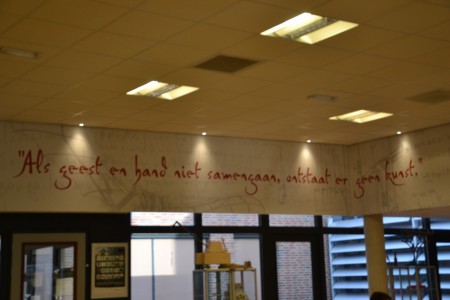 "Als geest en hand niet samengaan, ontstaat er geen kunst."